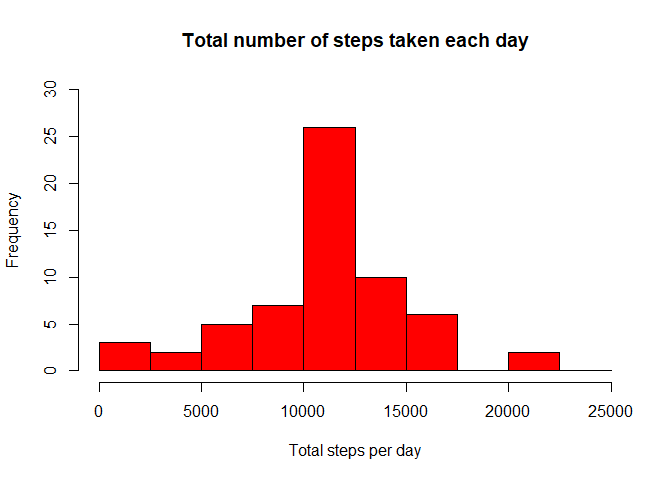 Total number of steps taken each day
Frequency
30
25
20
15
10
5
0
0 5000 10000 15000 20000 25000
Total steps per day